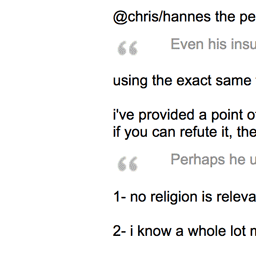 @chris/hannes the pe
Even his insu
using the exact same
i've provided a point o
if you can refute it, the
Perhaps he u
1- no religion is releva
2- i know a whole lot m